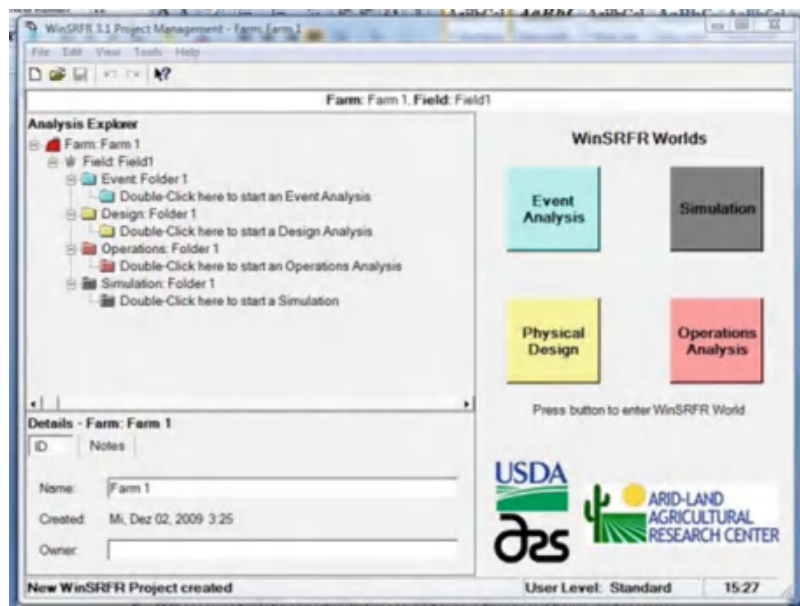 WinSRFR 3.1 Project Management - Farm: Farm 1
File Edit View Tools Help
Farm: Farm 1, Field: Field1
Analysis Explorer
Farm: Farm 1
Field: Field1
Event: Folder 1
Double-Click here to start an Event Analysis
Design: Folder 1
Double-Click here to start a Design Analysis
Operations: Folder 1
Double-Click here to start an Operations Analysis
Simulation: Folder 1
Double-Click here to start a Simulation
WinSRFR Worlds
Event
Analysis
Simulation
Physical
Design
Operations
Analysis
Press button to enter WinSRFR World
Details - Farm: Farm 1
ID Notes
Name: Farm 1
Created: Mi, Dez 02, 2009 3:25
Owner:
USDA
ars
ARID-LAND
AGRICULTURAL
RESEARCH CENTER
New WinSRFR Project created
User Level: Standard
15:27